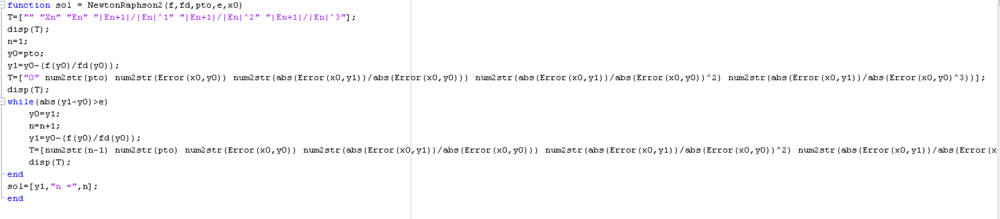 function sol = NewtonRaphson2(f,fd,pto,e,x0)
T=["" "Xn" "En" "|En+1|/|En|^1" "|En+1|/|En|^2" "|En+1|/|En|^3"];
disp(T);
n=1;
y0=pto;
y1=y0-(f(y0)/fd(y0));
T=["0" num2str(pto) num2str(Error(x0,y0)) num2str(abs(Error(x0,y1))/abs(Error(x0,y0))) num2str(abs(Error(x0,y1))/abs(Error(x0,y0))^2) num2str(abs(Error(x0,y1))/abs(Error(x0,y0)^3))];
disp(T);
while(abs(y1-y0)>e)
    y0=y1;
    n=n+1;
    y1=y0-(f(y0)/fd(y0));
    T=[num2str(n-1) num2str(pto) num2str(Error(x0,y0)) num2str(abs(Error(x0,y1))/abs(Error(x0,y0))) num2str(abs(Error(x0,y1))/abs(Error(x0,y0))^2) num2str(abs(Error(x0,y1))/abs(Error(x
    disp(T);
end
sol=[y1,"n =",n];
end